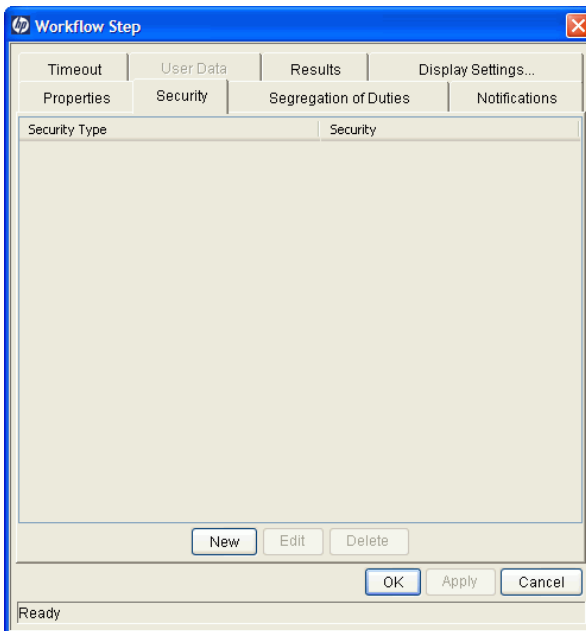 hp Workflow Step
Timeout User Data Results Display Settings...
Properties Security Segregation of Duties Notifications
Security Type Security
New Edit Delete
OK Apply Cancel
Ready